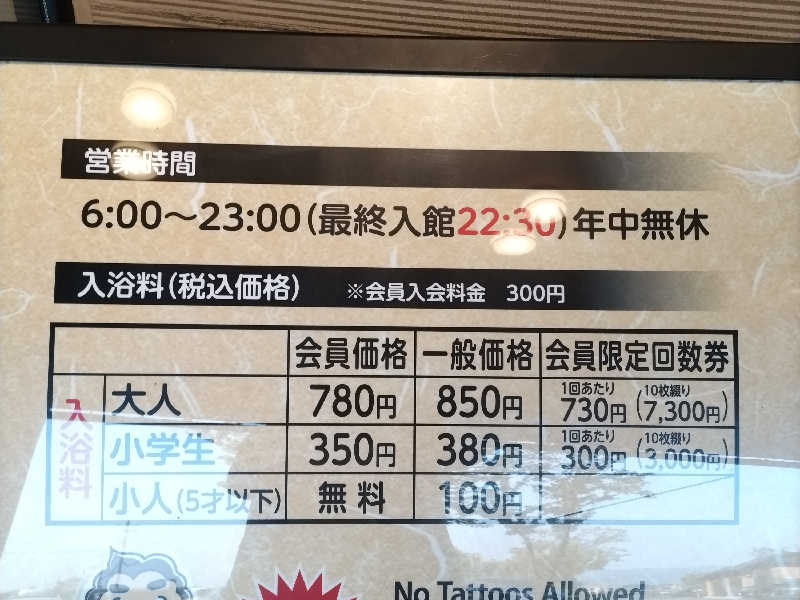 営業時間
6:00～23:00(最終入館22:30)年中無休
入浴料(税込価格) ※会員入会料金 300円
会員価格 一般価格 会員限定回数券
入浴料
大人 780円 850円 1回あたり 730円 (10枚綴り 7,300円)
小学生 350円 380円 1回あたり 300円 (10枚綴り 3,000円)
小人(5才以下) 無料 100円
No Tattoos Allowed